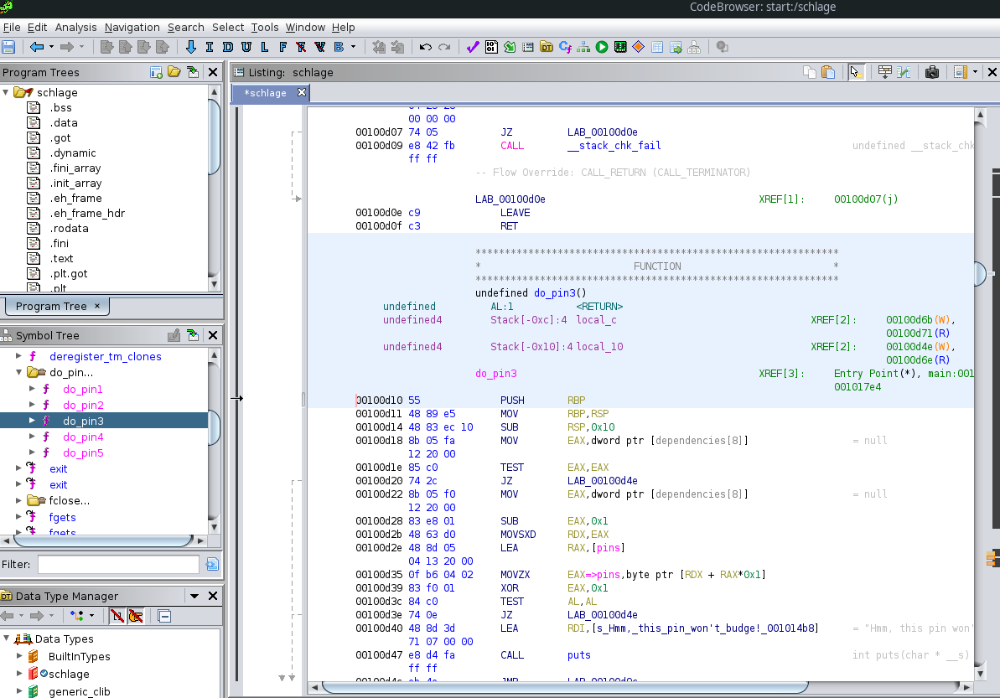 CodeBrowser: start:/schlage
File Edit Analysis Navigation Search Select Tools Window Help
I D U L F V B
Program Trees
schlage
.bss
.data
.got
.dynamic
.fini_array
.init_array
.eh_frame
.eh_frame_hdr
.rodata
.fini
.text
.plt.got
.plt
Program Tree ×
Symbol Tree
f deregister_tm_clones
do_pin...
f do_pin1
f do_pin2
f do_pin3
f do_pin4
f do_pin5
f exit
f exit
fclose...
f fgets
f fgets
Filter:
Data Type Manager
Data Types
BuiltInTypes
schlage
generic_clib
Listing: schlage
*schlage
00 00 00
00100d07 74 05 JZ LAB_00100d0e
00100d09 e8 42 fb CALL __stack_chk_fail undefined __stack_chk
ff ff
-- Flow Override: CALL_RETURN (CALL_TERMINATOR)
LAB_00100d0e XREF[1]: 00100d07(j)
00100d0e c9 LEAVE
00100d0f c3 RET
**************************************************************
* FUNCTION *
**************************************************************
undefined do_pin3()
undefined AL:1 <RETURN>
undefined4 Stack[-0xc]:4 local_c XREF[2]: 00100d6b(W),
00100d71(R)
undefined4 Stack[-0x10]:4 local_10 XREF[2]: 00100d4e(W),
00100d6e(R)
do_pin3 XREF[3]: Entry Point(*), main:001
001017e4
00100d10 55 PUSH RBP
00100d11 48 89 e5 MOV RBP,RSP
00100d14 48 83 ec 10 SUB RSP,0x10
00100d18 8b 05 fa MOV EAX,dword ptr [dependencies[8]] = null
12 20 00
00100d1e 85 c0 TEST EAX,EAX
00100d20 74 2c JZ LAB_00100d4e
00100d22 8b 05 f0 MOV EAX,dword ptr [dependencies[8]] = null
12 20 00
00100d28 83 e8 01 SUB EAX,0x1
00100d2b 48 63 d0 MOVSXD RDX,EAX
00100d2e 48 8d 05 LEA RAX,[pins]
04 13 20 00
00100d35 0f b6 04 02 MOVZX EAX=>pins,byte ptr [RDX + RAX*0x1]
00100d39 83 f0 01 XOR EAX,0x1
00100d3c 84 c0 TEST AL,AL
00100d3e 74 0e JZ LAB_00100d4e
00100d40 48 8d 3d LEA RDI,[s_Hmm,_this_pin_won't_budge!_001014b8] = "Hmm, this pin won'
71 07 00 00
00100d47 e8 d4 fa CALL puts int puts(char * __s)
ff ff